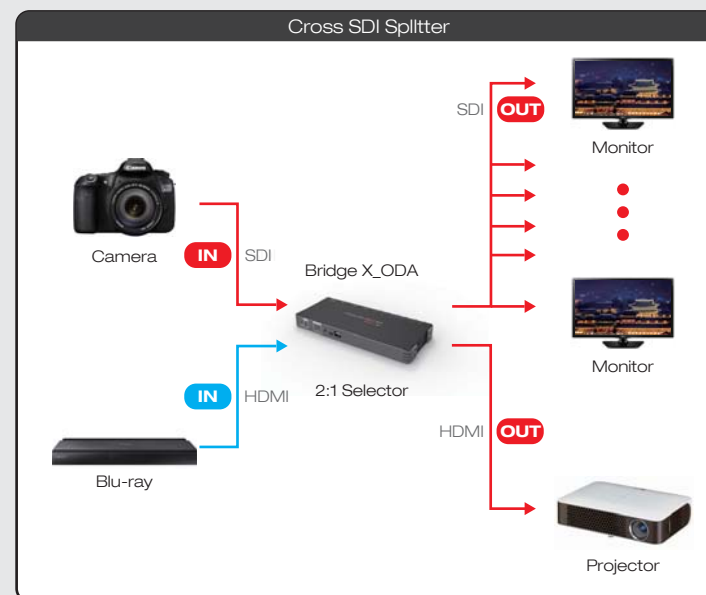 Cross SDI Splitter
SDI
OUT
Monitor
Canon
Camera
IN
SDI
Bridge X_ODA
Monitor
IN
HDMI
2:1 Selector
HDMI
OUT
Blu-ray
Projector